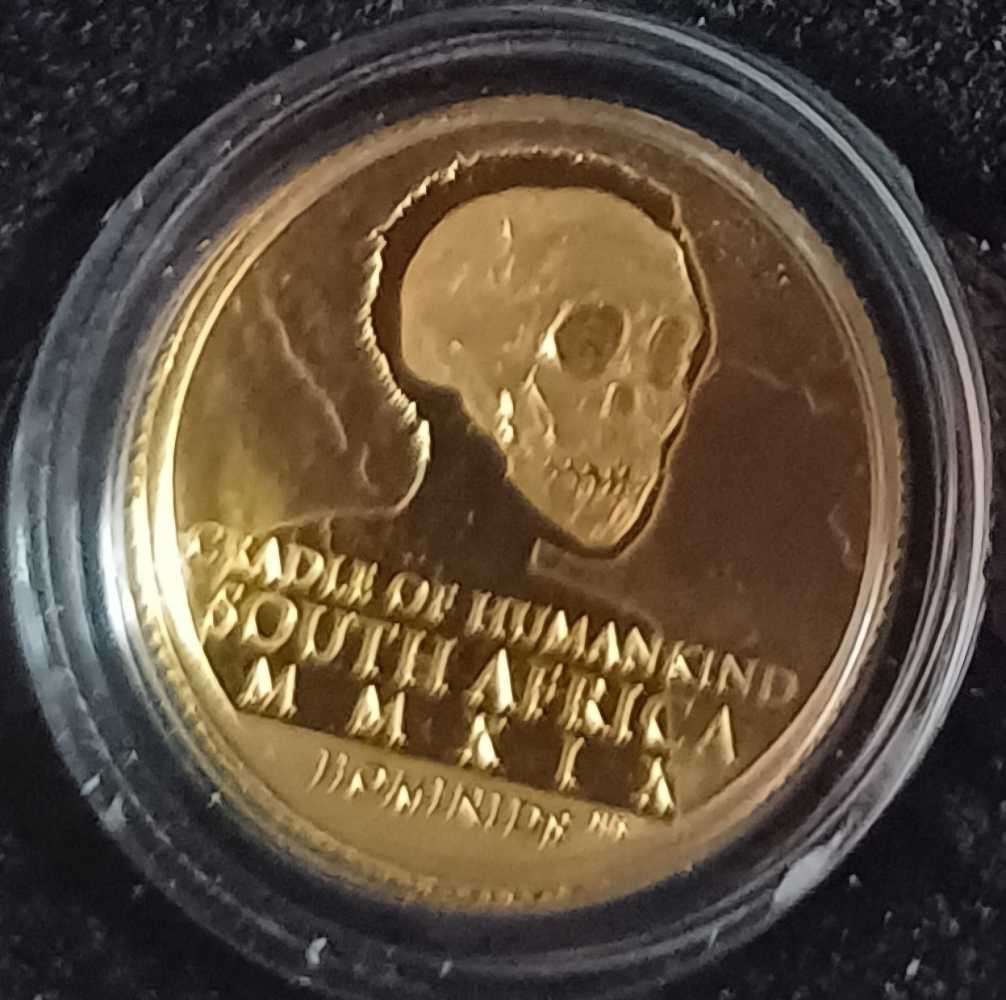 CRADLE OF HUMANKIND
SOUTH AFRICA
M M X I X
HOMINIDS